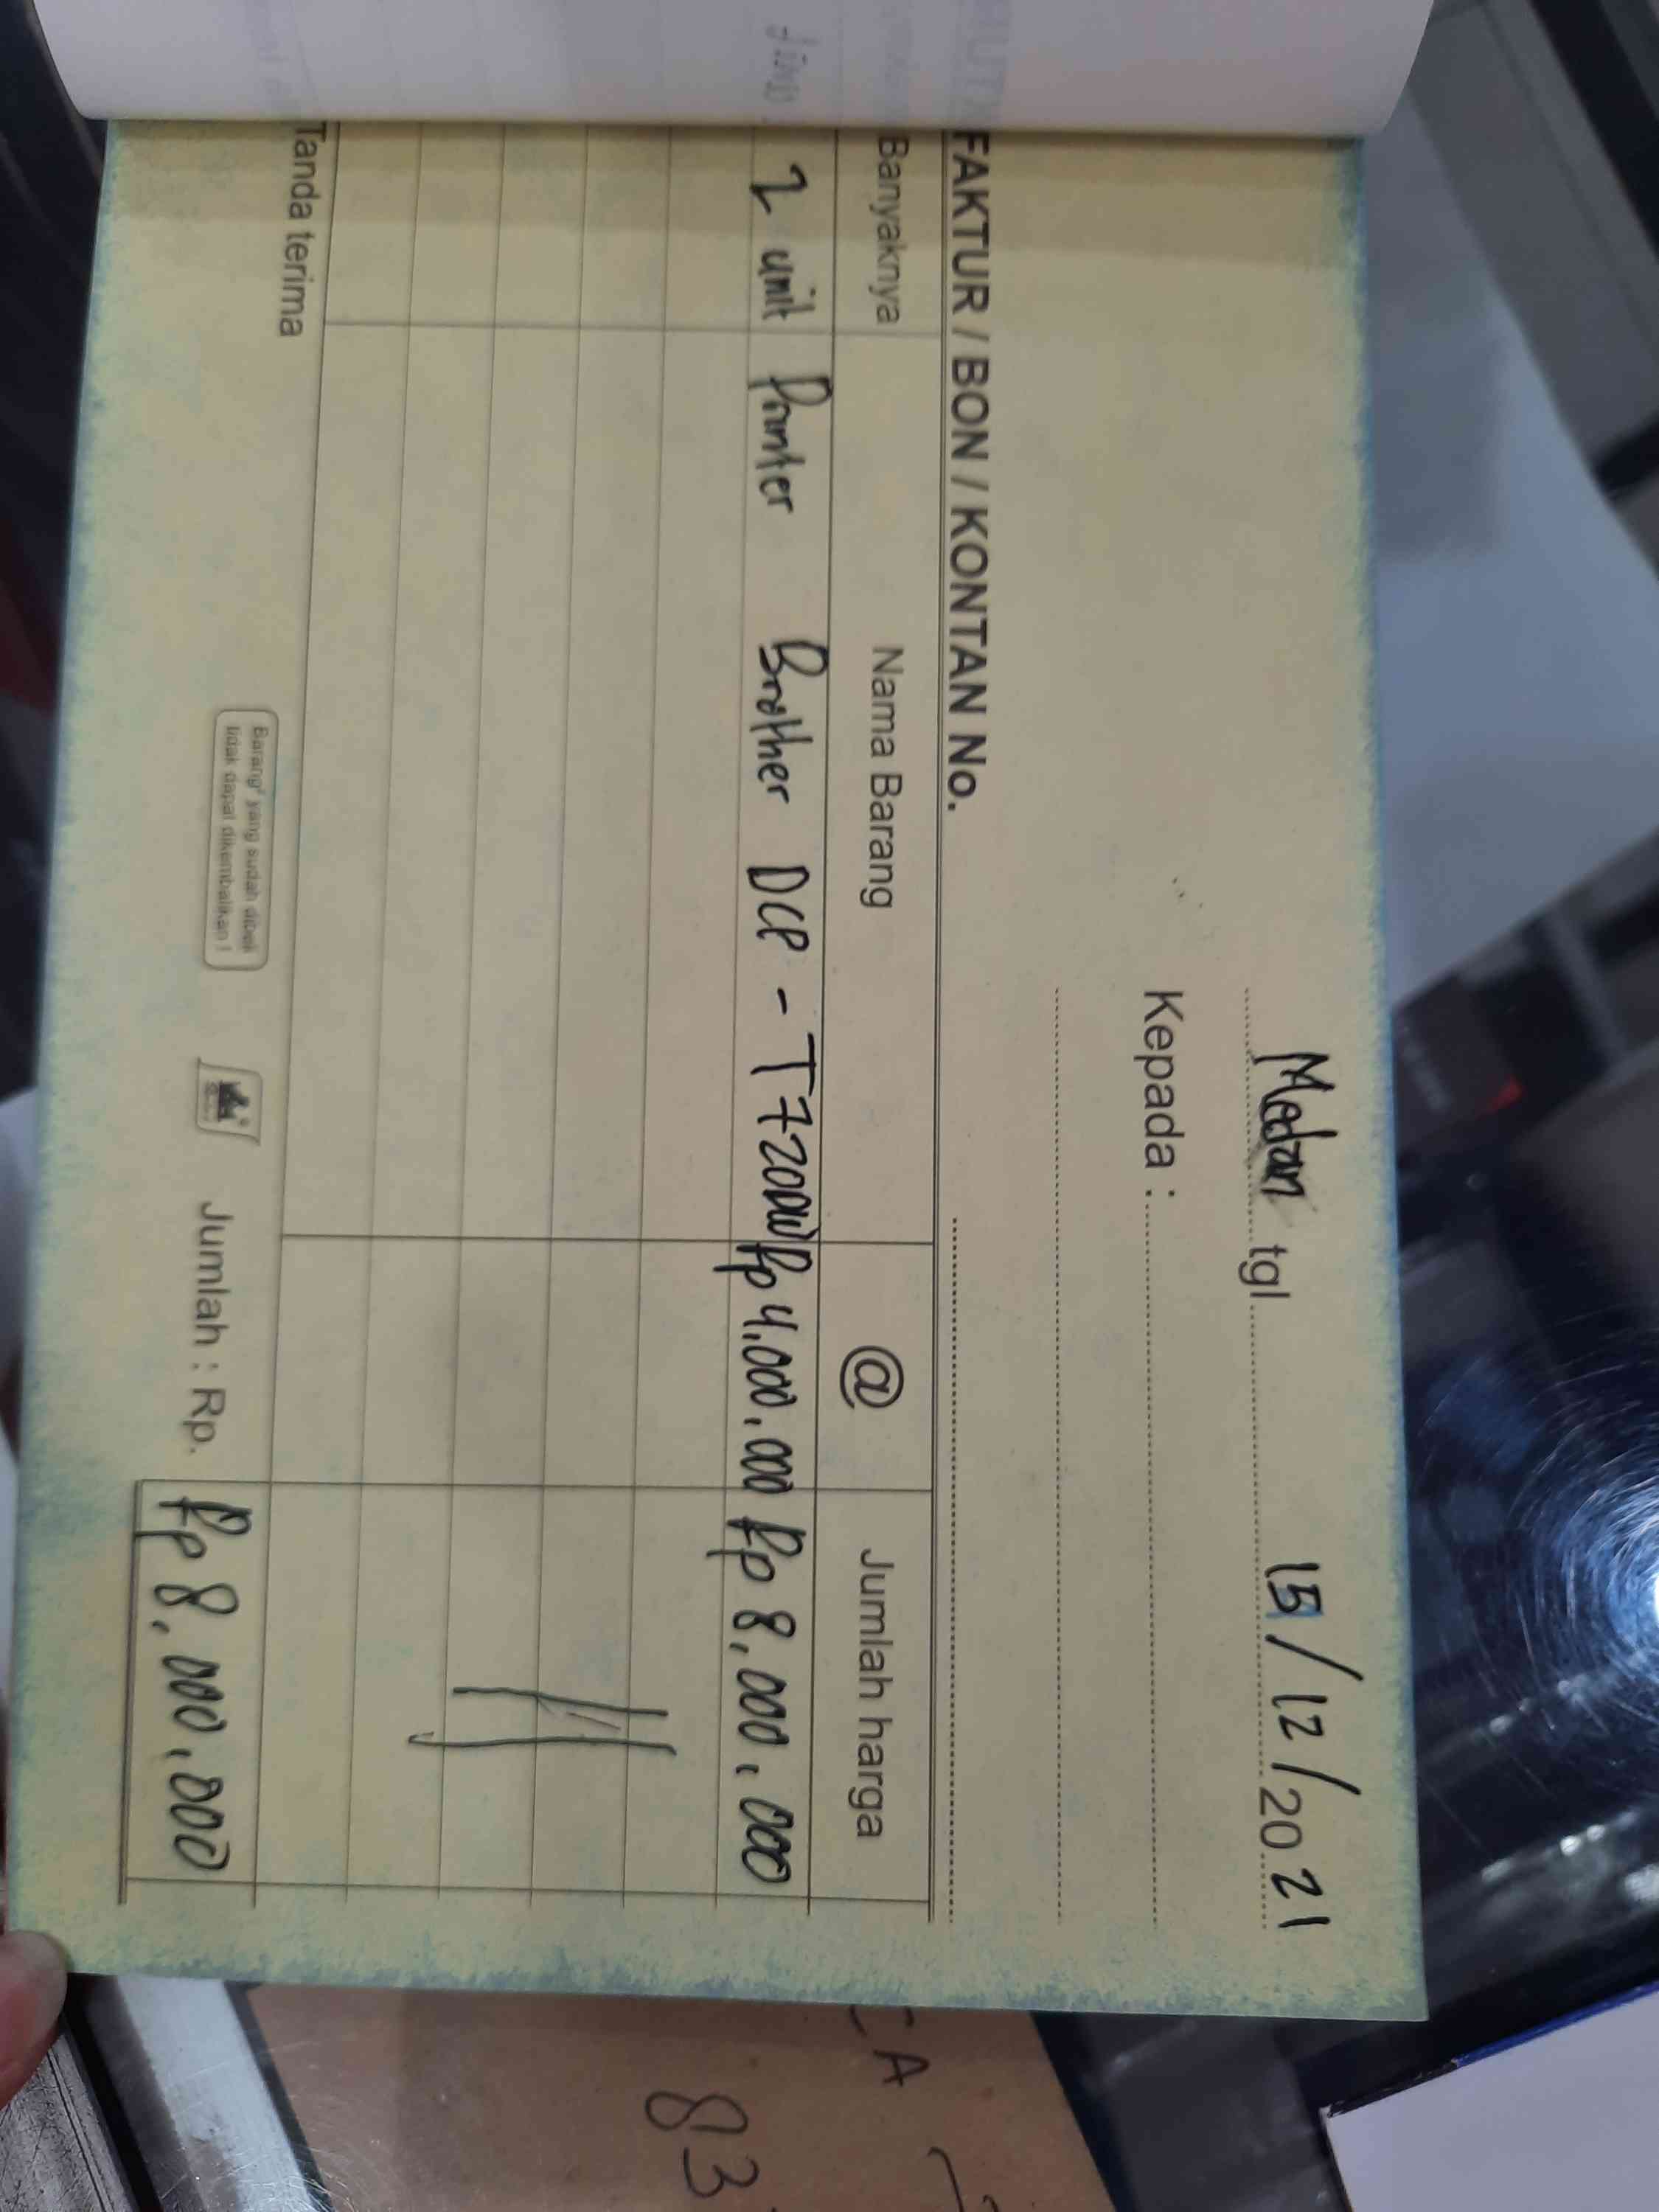 Medan tgl 15/12/2021
Kepada :
FAKTUR / BON / KONTAN No.
Banyaknya Nama Barang @ Jumlah harga
2 unit Printer Brother DCP - T720DW Rp 4.000.000 Rp 8.000.000
Tanda terima
Barang² yang sudah dibeli
tidak dapat dikembalikan !
Jumlah : Rp. Rp 8.000.000
CA
83